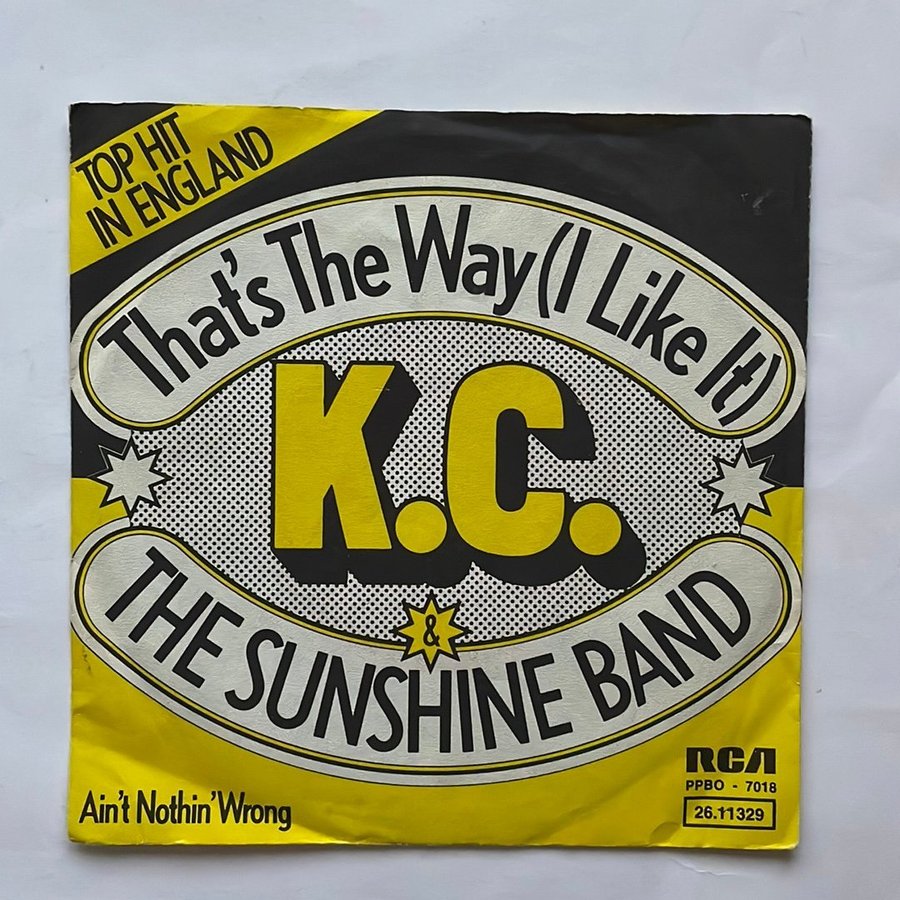 TOP HIT
IN ENGLAND
That's The Way (I Like It)
K.C.
&
THE SUNSHINE BAND
Ain't Nothin' Wrong
RCA
PPBO - 7018
26.11329